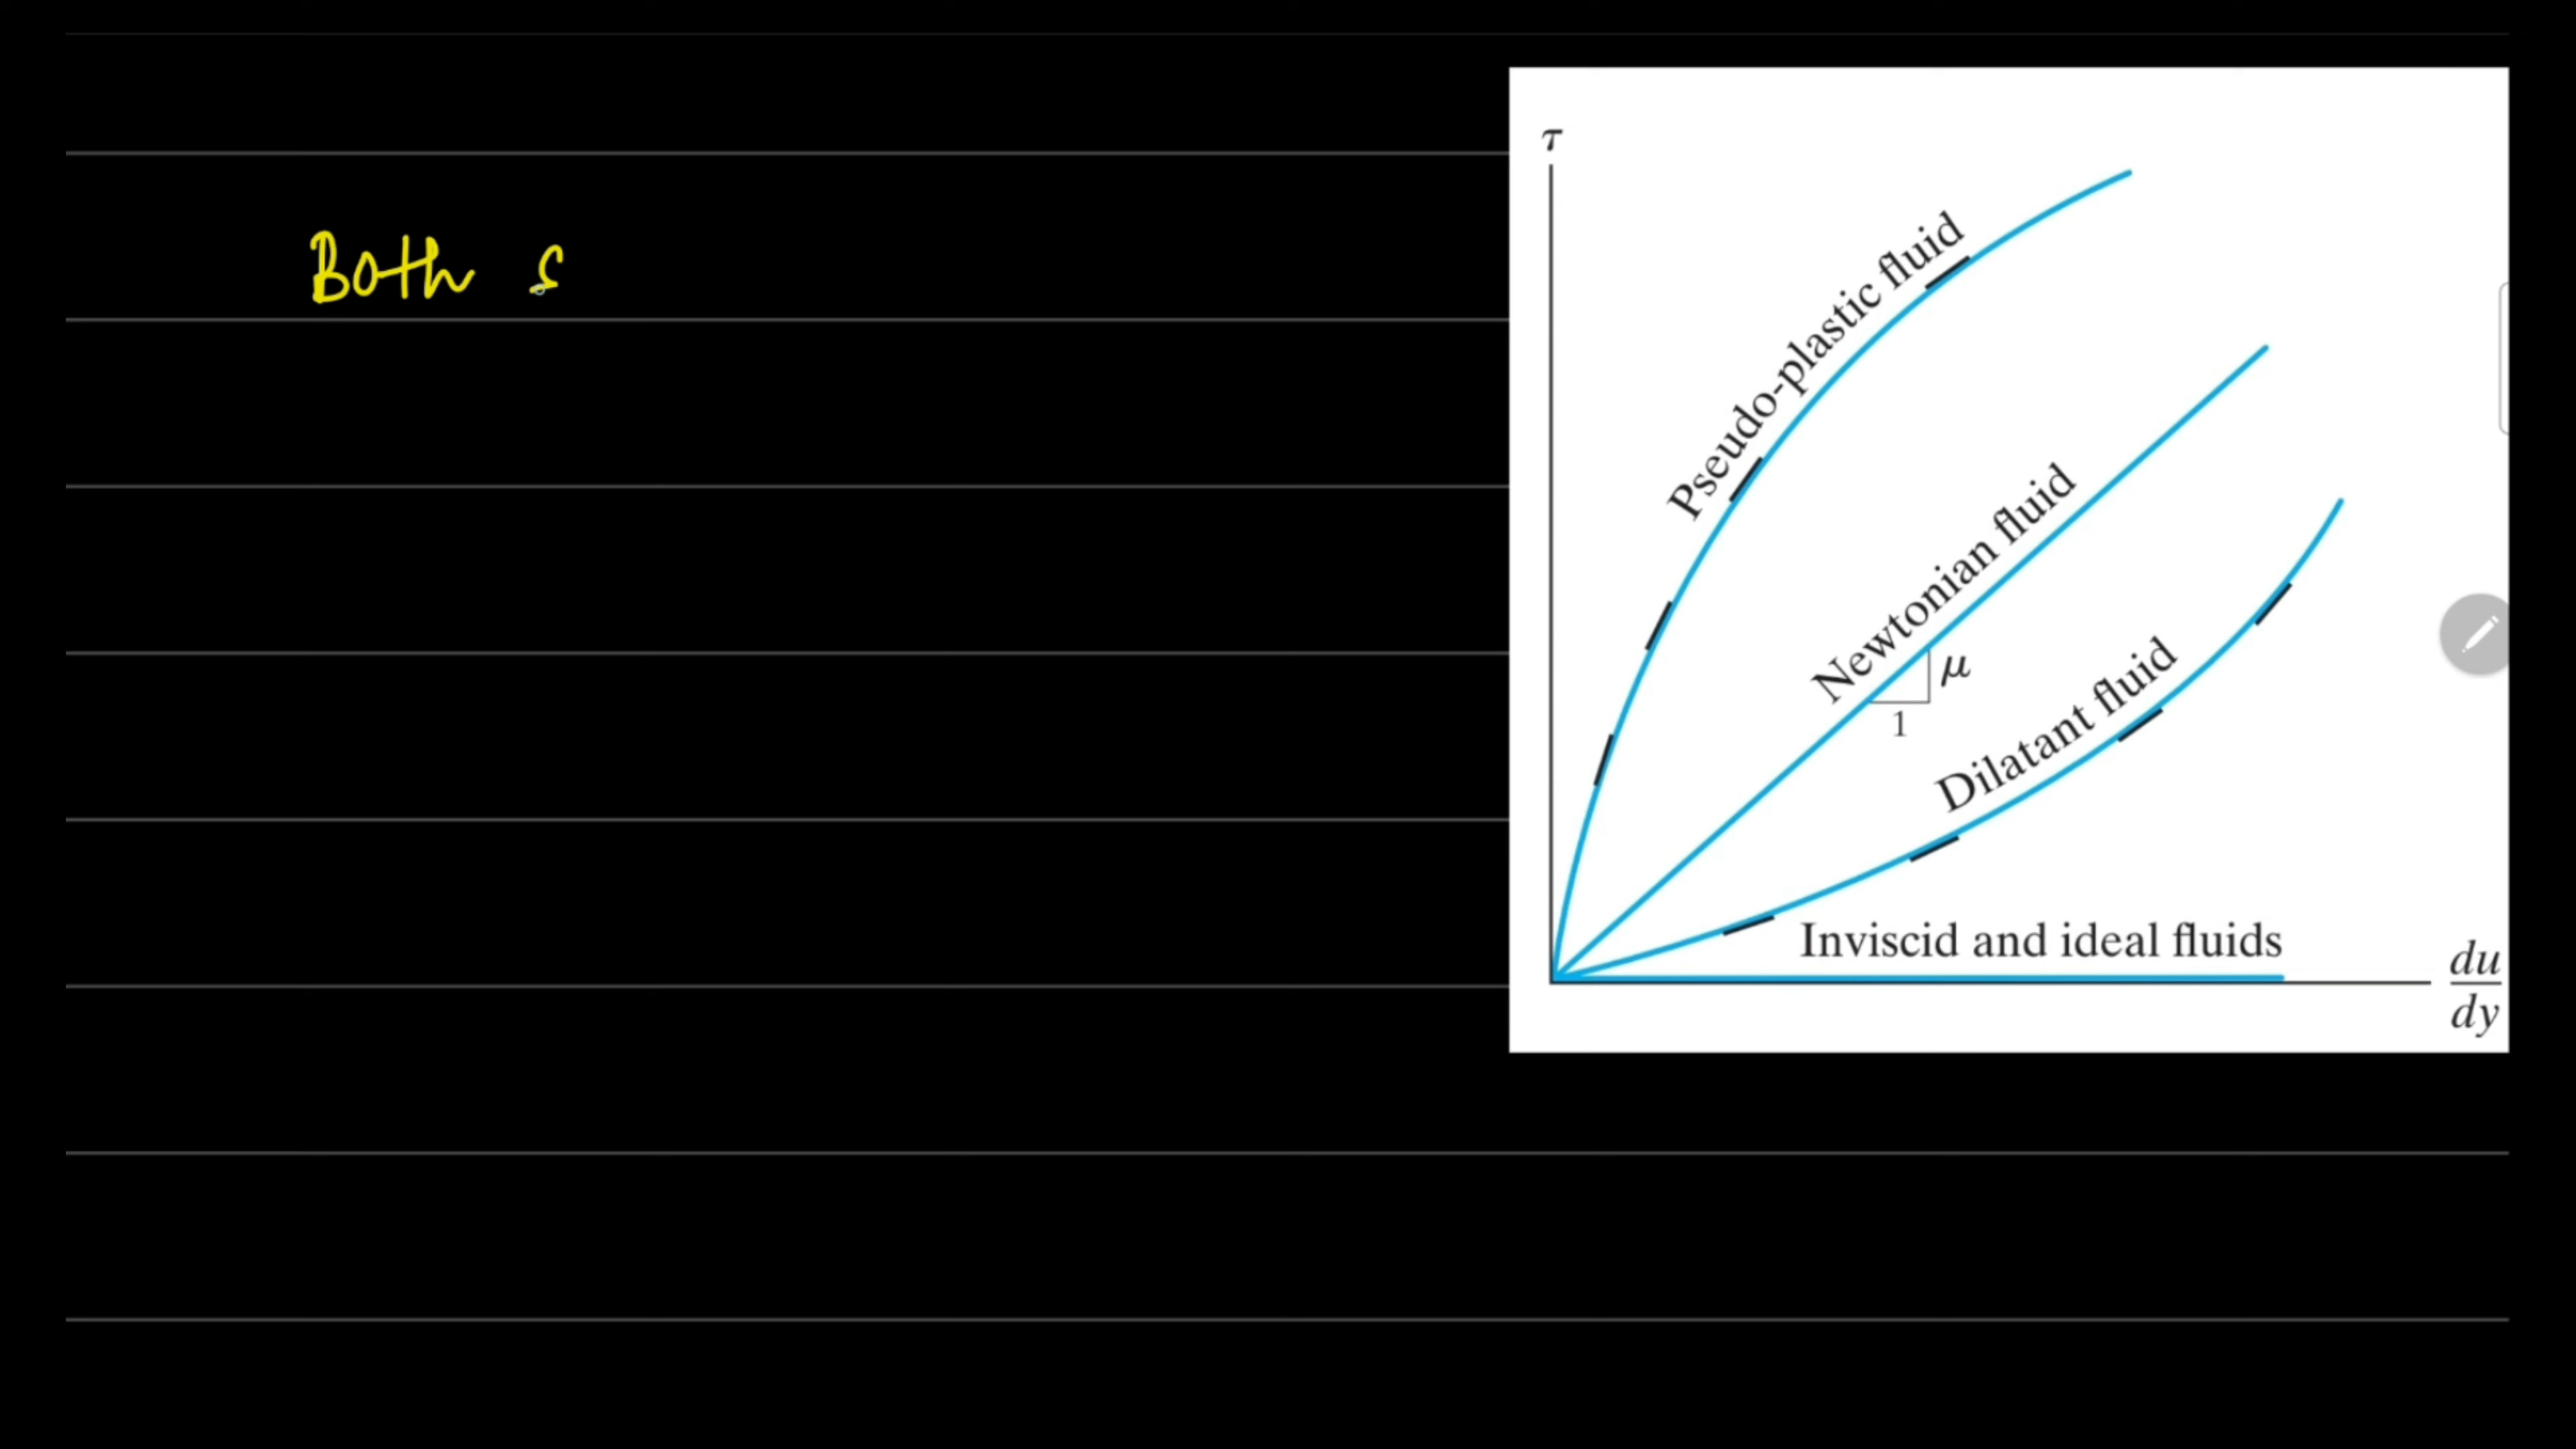 Both s
τ
Pseudo-plastic fluid
Newtonian fluid
μ
1
Dilatant fluid
Inviscid and ideal fluids
du
dy